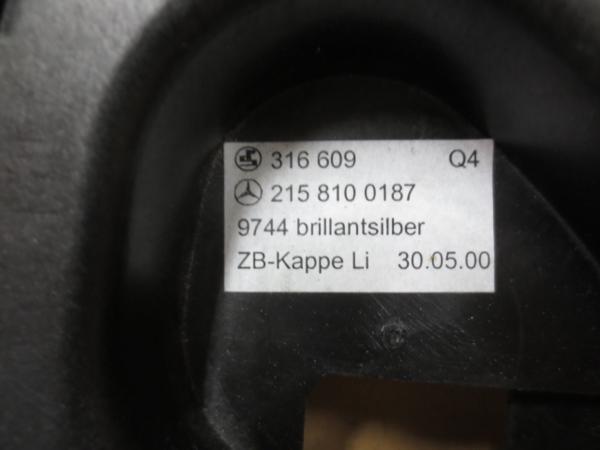 316 609 Q4
215 810 0187
9744 brillantsilber
ZB-Kappe Li 30.05.00